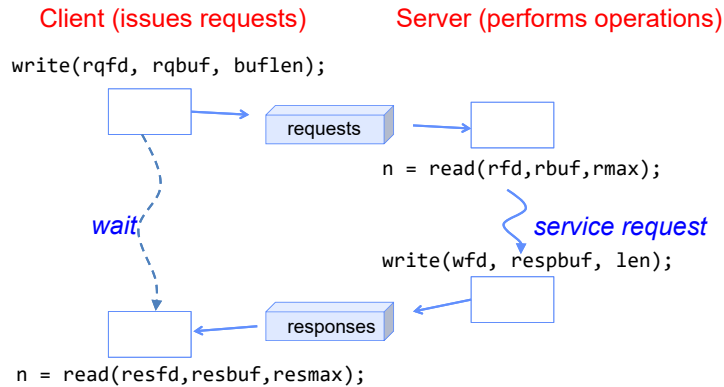 Client (issues requests)
Server (performs operations)
write(rqfd, rqbuf, buflen);
requests
n = read(rfd,rbuf,rmax);
wait
service request
write(wfd, respbuf, len);
responses
n = read(resfd,resbuf,resmax);